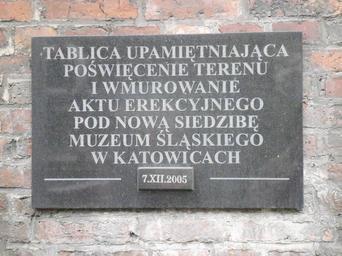 TABLICA UPAMIĘTNIAJĄCA
POŚWIĘCENIE TERENU
I WMUROWANIE
AKTU EREKCYJNEGO
POD NOWĄ SIEDZIBĘ
MUZEUM ŚLĄSKIEGO
W KATOWICACH
7.XII.2005